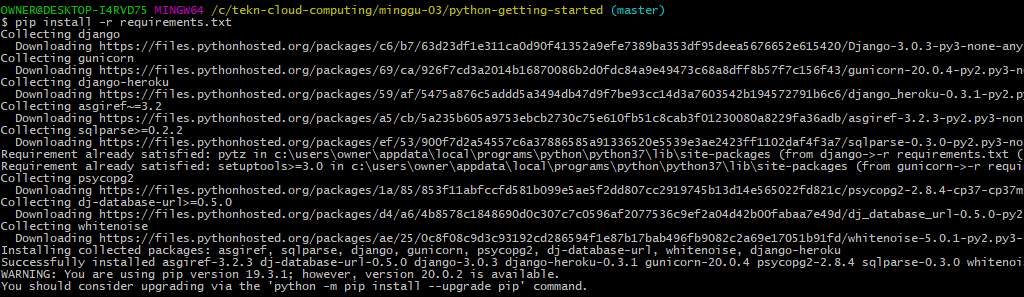 OWNER@DESKTOP-I4RVD75 MINGW64 /c/tekn-cloud-computing/minggu-03/python-getting-started (master)
$ pip install -r requirements.txt
Collecting django
  Downloading https://files.pythonhosted.org/packages/c6/b7/63d23df1e311ca0d90f41352a9efe7389ba353df95deea5676652e615420/Django-3.0.3-py3-none-any
Collecting gunicorn
  Downloading https://files.pythonhosted.org/packages/69/ca/926f7cd3a2014b16870086b2d0fdc84a9e49473c68a8dff8b57f7c156f43/gunicorn-20.0.4-py2.py3-n
Collecting django-heroku
  Downloading https://files.pythonhosted.org/packages/59/af/5475a876c5addd5a3494db47d9f7be93cc14d3a7603542b194572791b6c6/django_heroku-0.3.1-py2.p
Collecting asgiref~=3.2
  Downloading https://files.pythonhosted.org/packages/a5/cb/5a235b605a9753ebcb2730c75e610fb51c8cab3f01230080a8229fa36adb/asgiref-3.2.3-py2.py3-non
Collecting sqlparse>=0.2.2
  Downloading https://files.pythonhosted.org/packages/ef/53/900f7d2a54557c6a37886585a91336520e5539e3ae2423ff1102daf4f3a7/sqlparse-0.3.0-py2.py3-n
Requirement already satisfied: pytz in c:\users\owner\appdata\local\programs\python\python37\lib\site-packages (from django->-r requirements.txt (
Requirement already satisfied: setuptools>=3.0 in c:\users\owner\appdata\local\programs\python\python37\lib\site-packages (from gunicorn->-r requi
Collecting psycopg2
  Downloading https://files.pythonhosted.org/packages/1a/85/853f11abfccfd581b099e5ae5f2dd807cc2919745b13d14e565022fd821c/psycopg2-2.8.4-cp37-cp37m
Collecting dj-database-url>=0.5.0
  Downloading https://files.pythonhosted.org/packages/d4/a6/4b8578c1848690d0c307c7c0596af2077536c9ef2a04d42b00fabaa7e49d/dj_database_url-0.5.0-py2
Collecting whitenoise
  Downloading https://files.pythonhosted.org/packages/ae/25/0c8f08c9d3c93192cd286594f1e87b17bab496fb9082c2a69e17051b91fd/whitenoise-5.0.1-py2.py3-
Installing collected packages: asgiref, sqlparse, django, gunicorn, psycopg2, dj-database-url, whitenoise, django-heroku
Successfully installed asgiref-3.2.3 dj-database-url-0.5.0 django-3.0.3 django-heroku-0.3.1 gunicorn-20.0.4 psycopg2-2.8.4 sqlparse-0.3.0 whitenoi
WARNING: You are using pip version 19.3.1; however, version 20.0.2 is available.
You should consider upgrading via the 'python -m pip install --upgrade pip' command.